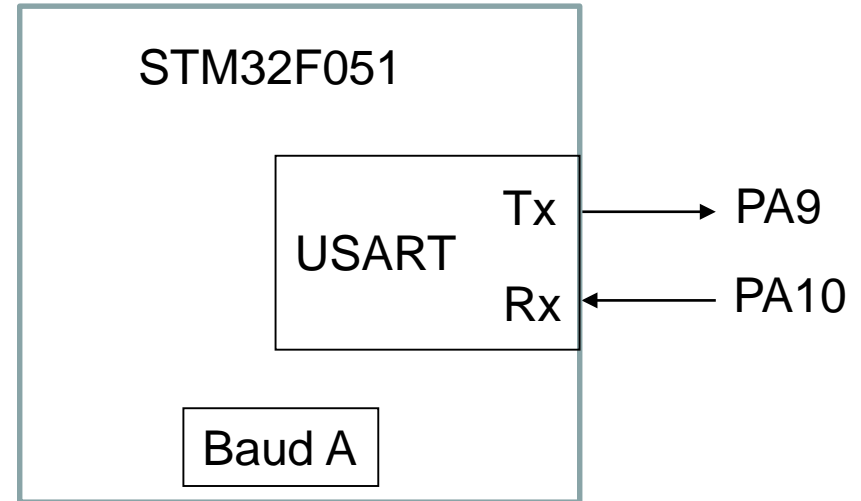 STM32F051
Tx
PA9
USART
Rx
PA10
Baud A